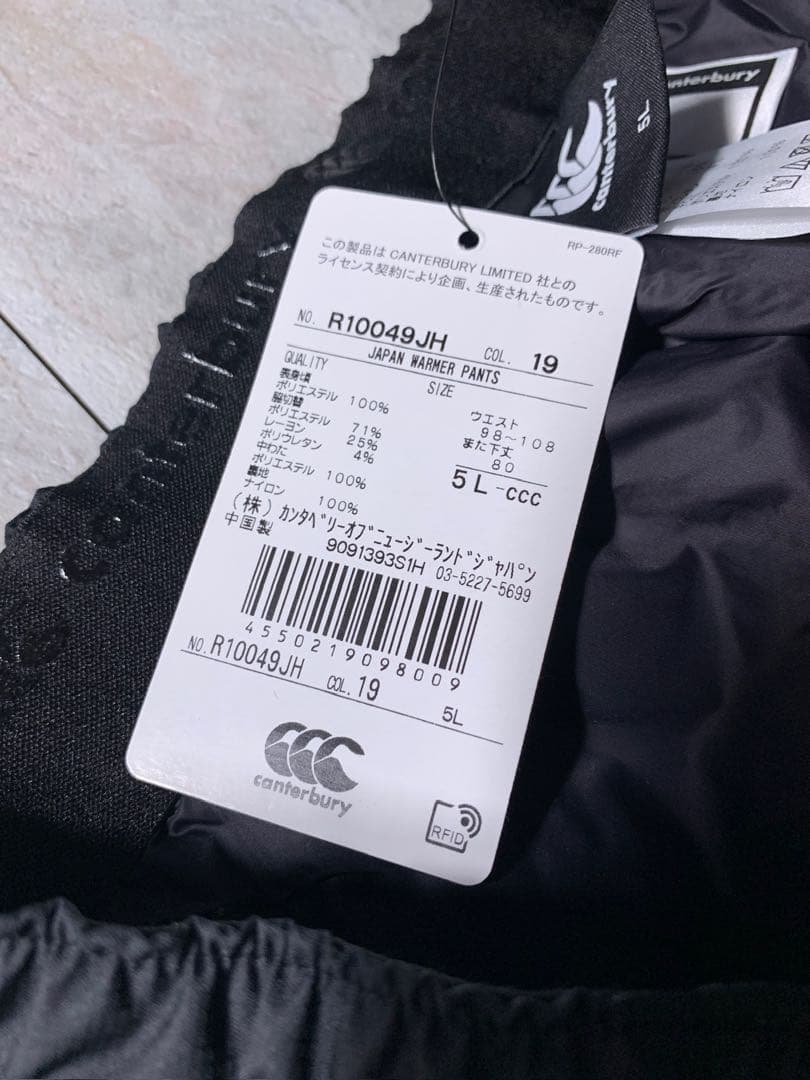 canterbury
5L
canterbury
RP-280RF
この製品は CANTERBURY LIMITED 社との
ライセンス契約により企画、生産されたものです。
NO. R10049JH COL. 19
JAPAN WARMER PANTS
QUALITY SIZE
表身頃
ポリエステル 100%
脇切替
ポリエステル 71%
レーヨン 25%
ポリウレタン 4%
中わた
ポリエステル 100%
裏地
ナイロン 100%
ウエスト
98～108
また下丈
80
5L-ccc
(株) ｶﾝﾀﾍﾞﾘｰｵﾌﾞﾆｭｰｼﾞｰﾗﾝﾄﾞｼﾞｬﾊﾟﾝ
中国製 9091393S1H 03-5227-5699
4550219098009
NO. R10049JH COL. 19 5L
canterbury
RFID
canterbury